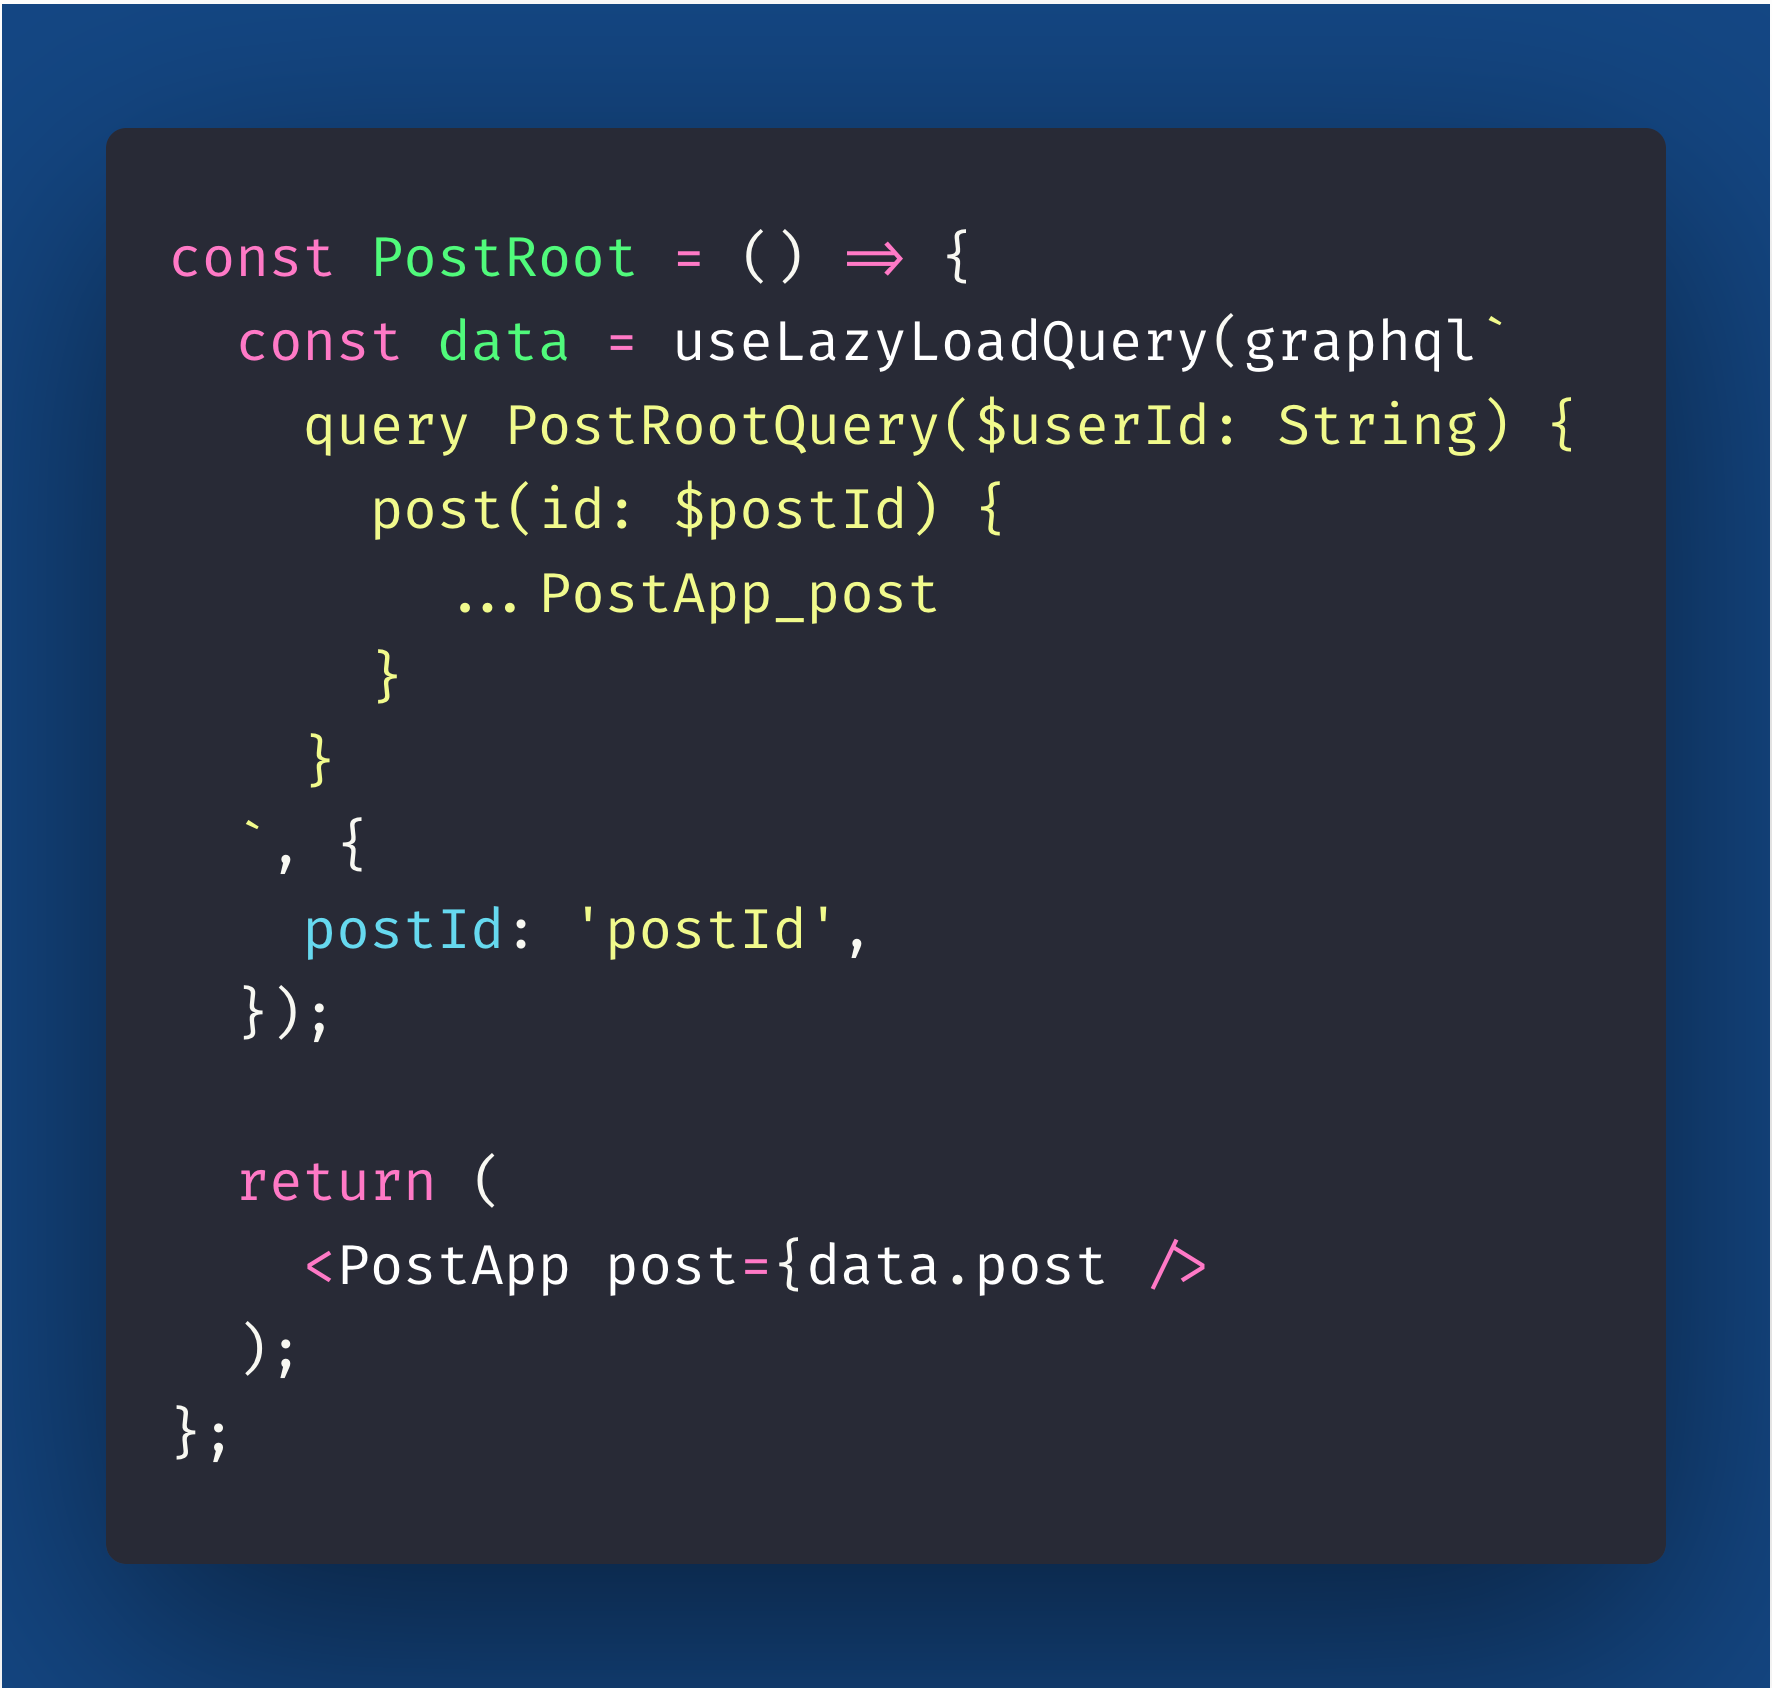 const PostRoot = () => {
  const data = useLazyLoadQuery(graphql`
    query PostRootQuery($userId: String) {
      post(id: $postId) {
        ...PostApp_post
      }
    }
  `, {
    postId: 'postId',
  });

  return (
    <PostApp post={data.post />
  );
};